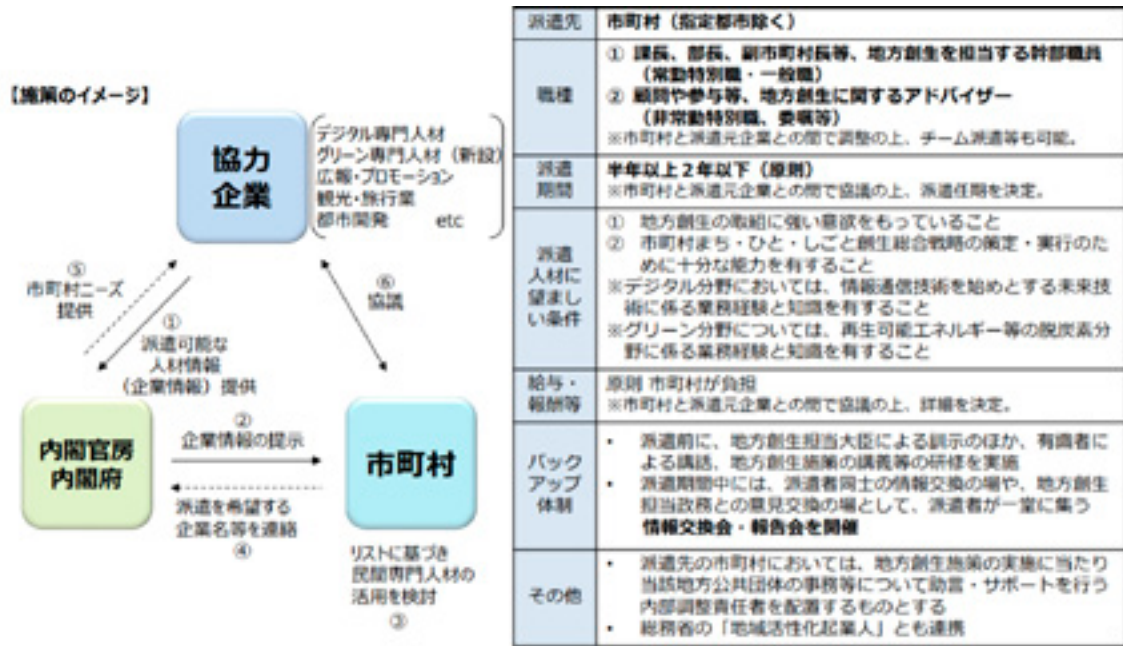 【施策のイメージ】
協力
企業
デジタル専門人材
グリーン専門人材（新設）
広報・プロモーション
観光・旅行業
都市開発　etc
⑤
市町村ニーズ
提供
①
派遣可能な
人材情報
（企業情報）提供
⑥
協議
内閣官房
内閣府
②
企業情報の提示
派遣を希望する
企業名等を連絡
④
市町村
リストに基づき
民間専門人材の
活用を検討
③
派遣先
市町村（指定都市除く）
職種
① 課長、部長、副市町村長等、地方創生を担当する幹部職員
（常勤特別職・一般職）
② 顧問や参与等、地方創生に関するアドバイザー
（非常勤特別職、委嘱等）
※市町村と派遣元企業との間で調整の上、チーム派遣等も可能。
派遣
期間
半年以上２年以下（原則）
※市町村と派遣元企業との間で協議の上、派遣任期を決定。
派遣
人材に
望まし
い条件
① 地方創生の取組に強い意欲をもっていること
② 市町村まち・ひと・しごと創生総合戦略の策定・実行のた
めに十分な能力を有すること
※デジタル分野においては、情報通信技術を始めとする未来技
術に係る業務経験と知識を有すること
※グリーン分野については、再生可能エネルギー等の脱炭素分
野に係る業務経験と知識を有すること
給与・
報酬等
原則 市町村が負担
※市町村と派遣元企業との間で協議の上、詳細を決定。
バック
アップ
体制
• 派遣前に、地方創生担当大臣による訓示のほか、有識者に
よる講話、地方創生施策の講義等の研修を実施
• 派遣期間中には、派遣者同士の情報交換の場や、地方創生
担当政務との意見交換の場として、派遣者が一堂に集う
情報交換会・報告会を開催
その他
• 派遣先の市町村においては、地方創生施策の実施に当たり
当該地方公共団体の事務等について助言・サポートを行う
内部調整責任者を配置するものとする
• 総務省の「地域活性化起業人」とも連携